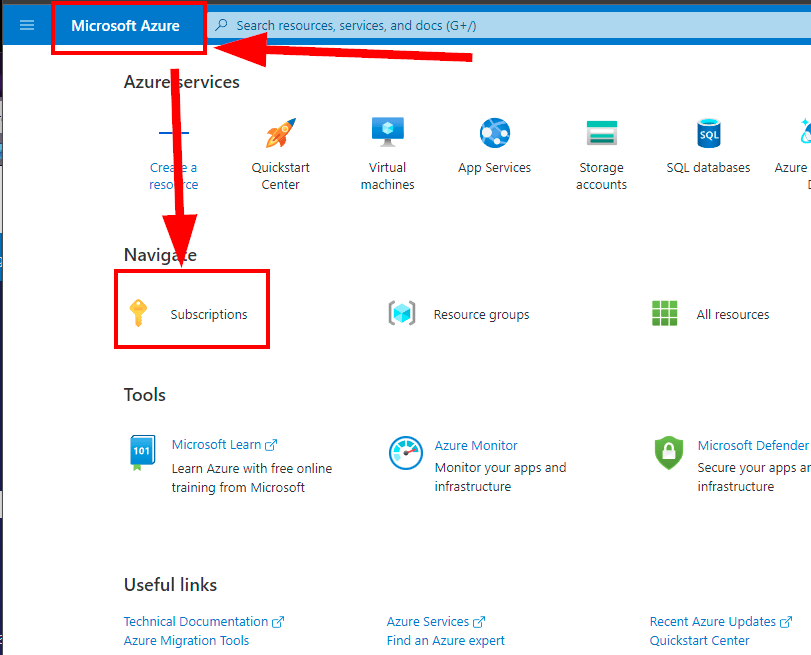 Microsoft Azure
Search resources, services, and docs (G+/)
Azure services
Create a
resource
Quickstart
Center
Virtual
machines
App Services
Storage
accounts
SQL
SQL databases
Azure
Navigate
Subscriptions
Resource groups
All resources
Tools
101
Microsoft Learn
Learn Azure with free online
training from Microsoft
Azure Monitor
Monitor your apps and
infrastructure
Microsoft Defender
Secure your apps
infrastructure
Useful links
Technical Documentation
Azure Services
Recent Azure Updates
Azure Migration Tools
Find an Azure expert
Quickstart Center